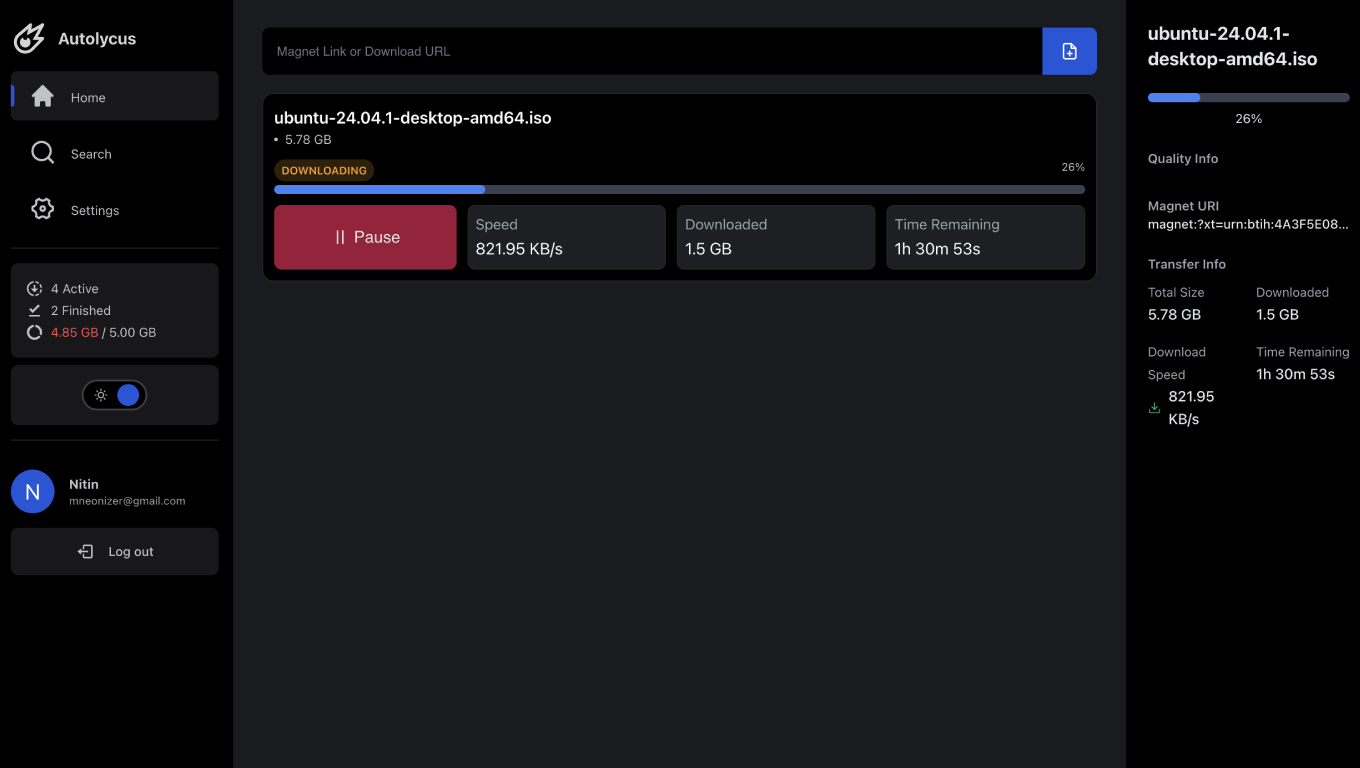 Autolycus
Home
Search
Settings
4 Active
2 Finished
4.85 GB / 5.00 GB
N
Nitin
mneonizer@gmail.com
Log out
Magnet Link or Download URL
ubuntu-24.04.1-desktop-amd64.iso
• 5.78 GB
DOWNLOADING
26%
Pause
Speed
821.95 KB/s
Downloaded
1.5 GB
Time Remaining
1h 30m 53s
ubuntu-24.04.1-
desktop-amd64.iso
26%
Quality Info
Magnet URI
magnet:?xt=urn:btih:4A3F5E08...
Transfer Info
Total Size
5.78 GB
Downloaded
1.5 GB
Download
Speed
821.95
KB/s
Time Remaining
1h 30m 53s